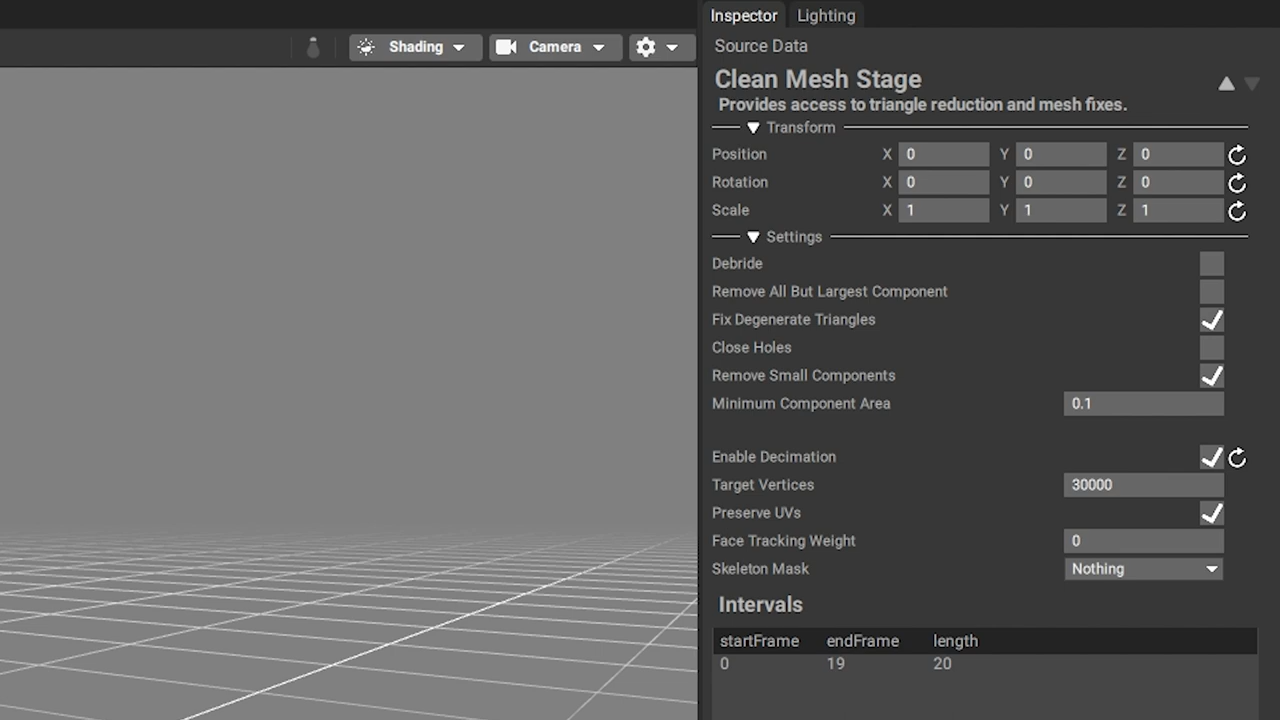 Inspector Lighting
Shading Camera
Source Data
Clean Mesh Stage
Provides access to triangle reduction and mesh fixes.
Transform
Position X 0 Y 0 Z 0
Rotation X 0 Y 0 Z 0
Scale X 1 Y 1 Z 1
Settings
Debride
Remove All But Largest Component
Fix Degenerate Triangles
Close Holes
Remove Small Components
Minimum Component Area 0.1
Enable Decimation
Target Vertices 30000
Preserve UVs
Face Tracking Weight 0
Skeleton Mask Nothing
Intervals
startFrame endFrame length
0 19 20